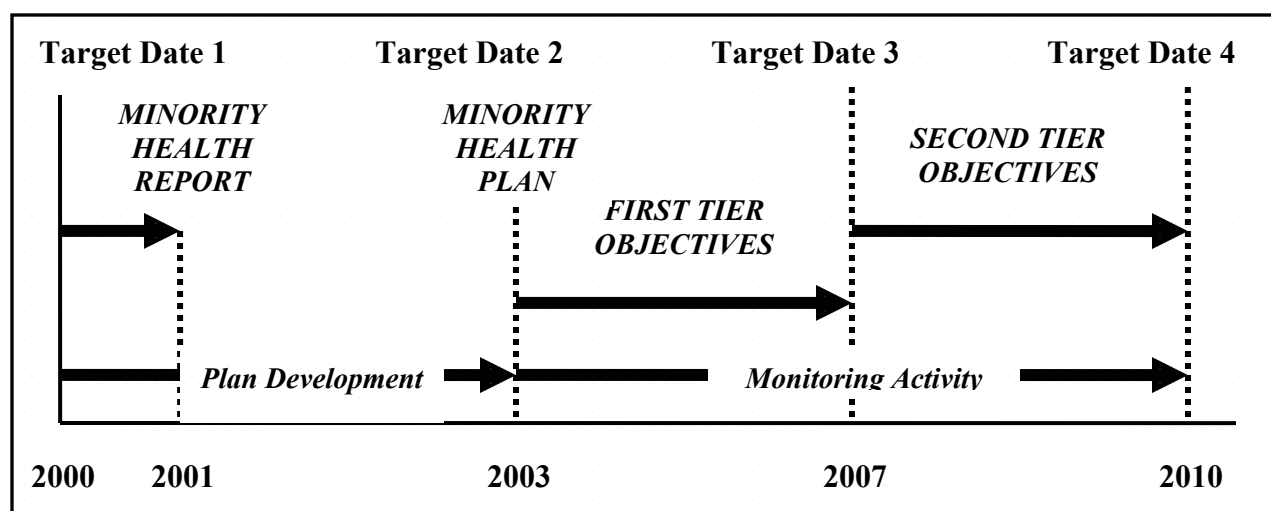 Target Date 1
Target Date 2
Target Date 3
Target Date 4
MINORITY
HEALTH
REPORT
MINORITY
HEALTH
PLAN
SECOND TIER
OBJECTIVES
FIRST TIER
OBJECTIVES
Plan Development
Monitoring Activity
2000
2001
2003
2007
2010